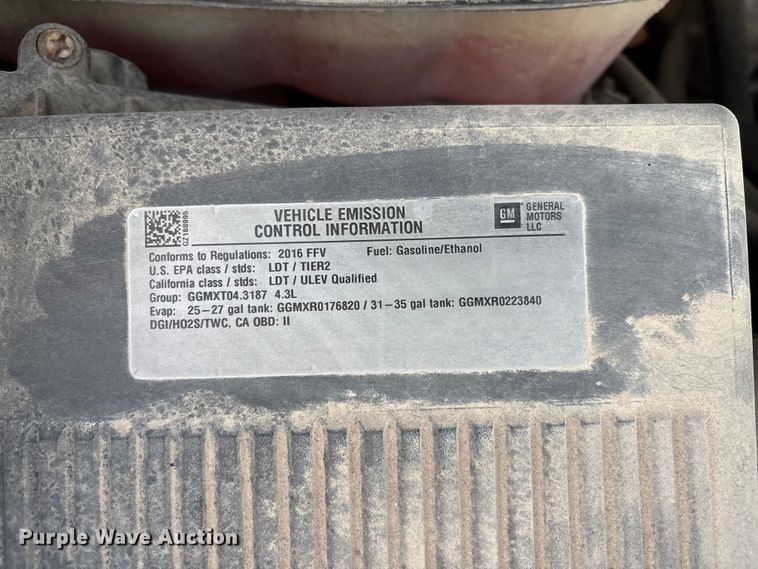 VEHICLE EMISSION
CONTROL INFORMATION
GM
GENERAL
MOTORS
LLC
GZ168995
Conforms to Regulations: 2016 FFV Fuel: Gasoline/Ethanol
U.S. EPA class / stds: LDT / TIER2
California class / stds: LDT / ULEV Qualified
Group: GGMXT04.3187 4.3L
Evap: 25-27 gal tank: GGMXR0176820 / 31-35 gal tank: GGMXR0223840
DGI/HO2S/TWC, CA OBD: II
Purple Wave Auction